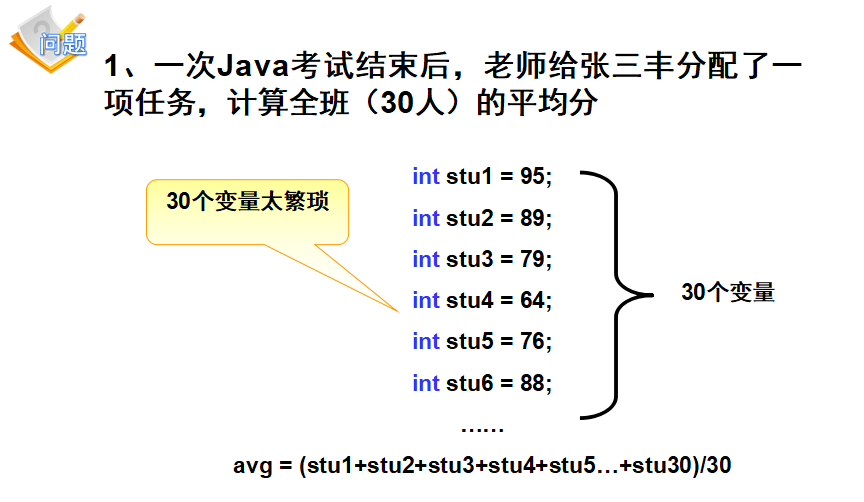 问题
1、一次Java考试结束后，老师给张三丰分配了一
项任务，计算全班（30人）的平均分
30个变量太繁琐
int stu1 = 95;
int stu2 = 89;
int stu3 = 79;
int stu4 = 64;
int stu5 = 76;
int stu6 = 88;
……
30个变量
avg = (stu1+stu2+stu3+stu4+stu5…+stu30)/30